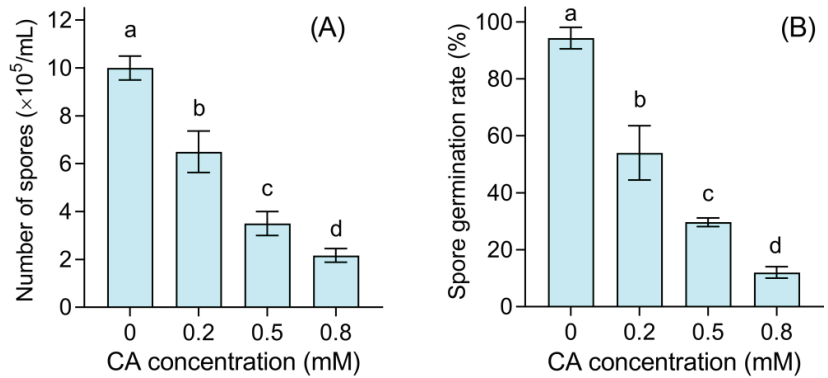 (A)
Number of spores (×10⁵/mL)
12
10
8
6
4
2
0
a
b
c
d
0 0.2 0.5 0.8
CA concentration (mM)
(B)
Spore germination rate (%)
100
80
60
40
20
0
a
b
c
d
0 0.2 0.5 0.8
CA concentration (mM)